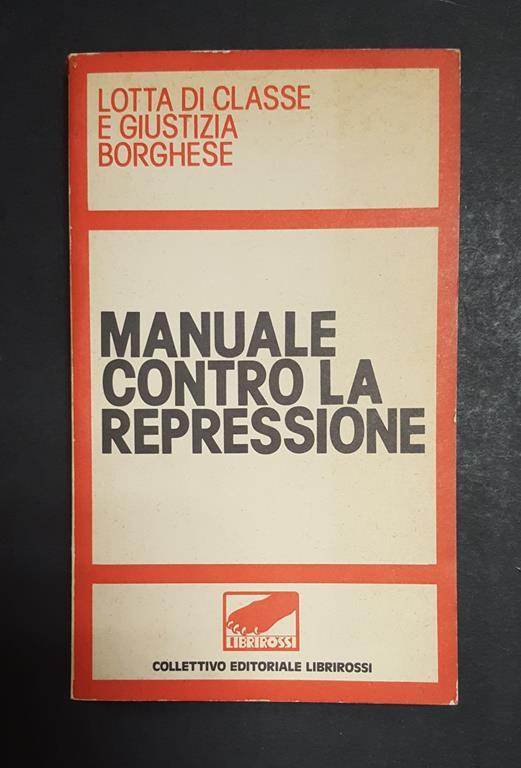 LOTTA DI CLASSE
E GIUSTIZIA
BORGHESE
MANUALE
CONTRO LA
REPRESSIONE
LIBRIROSSI
COLLETTIVO EDITORIALE LIBRIROSSI